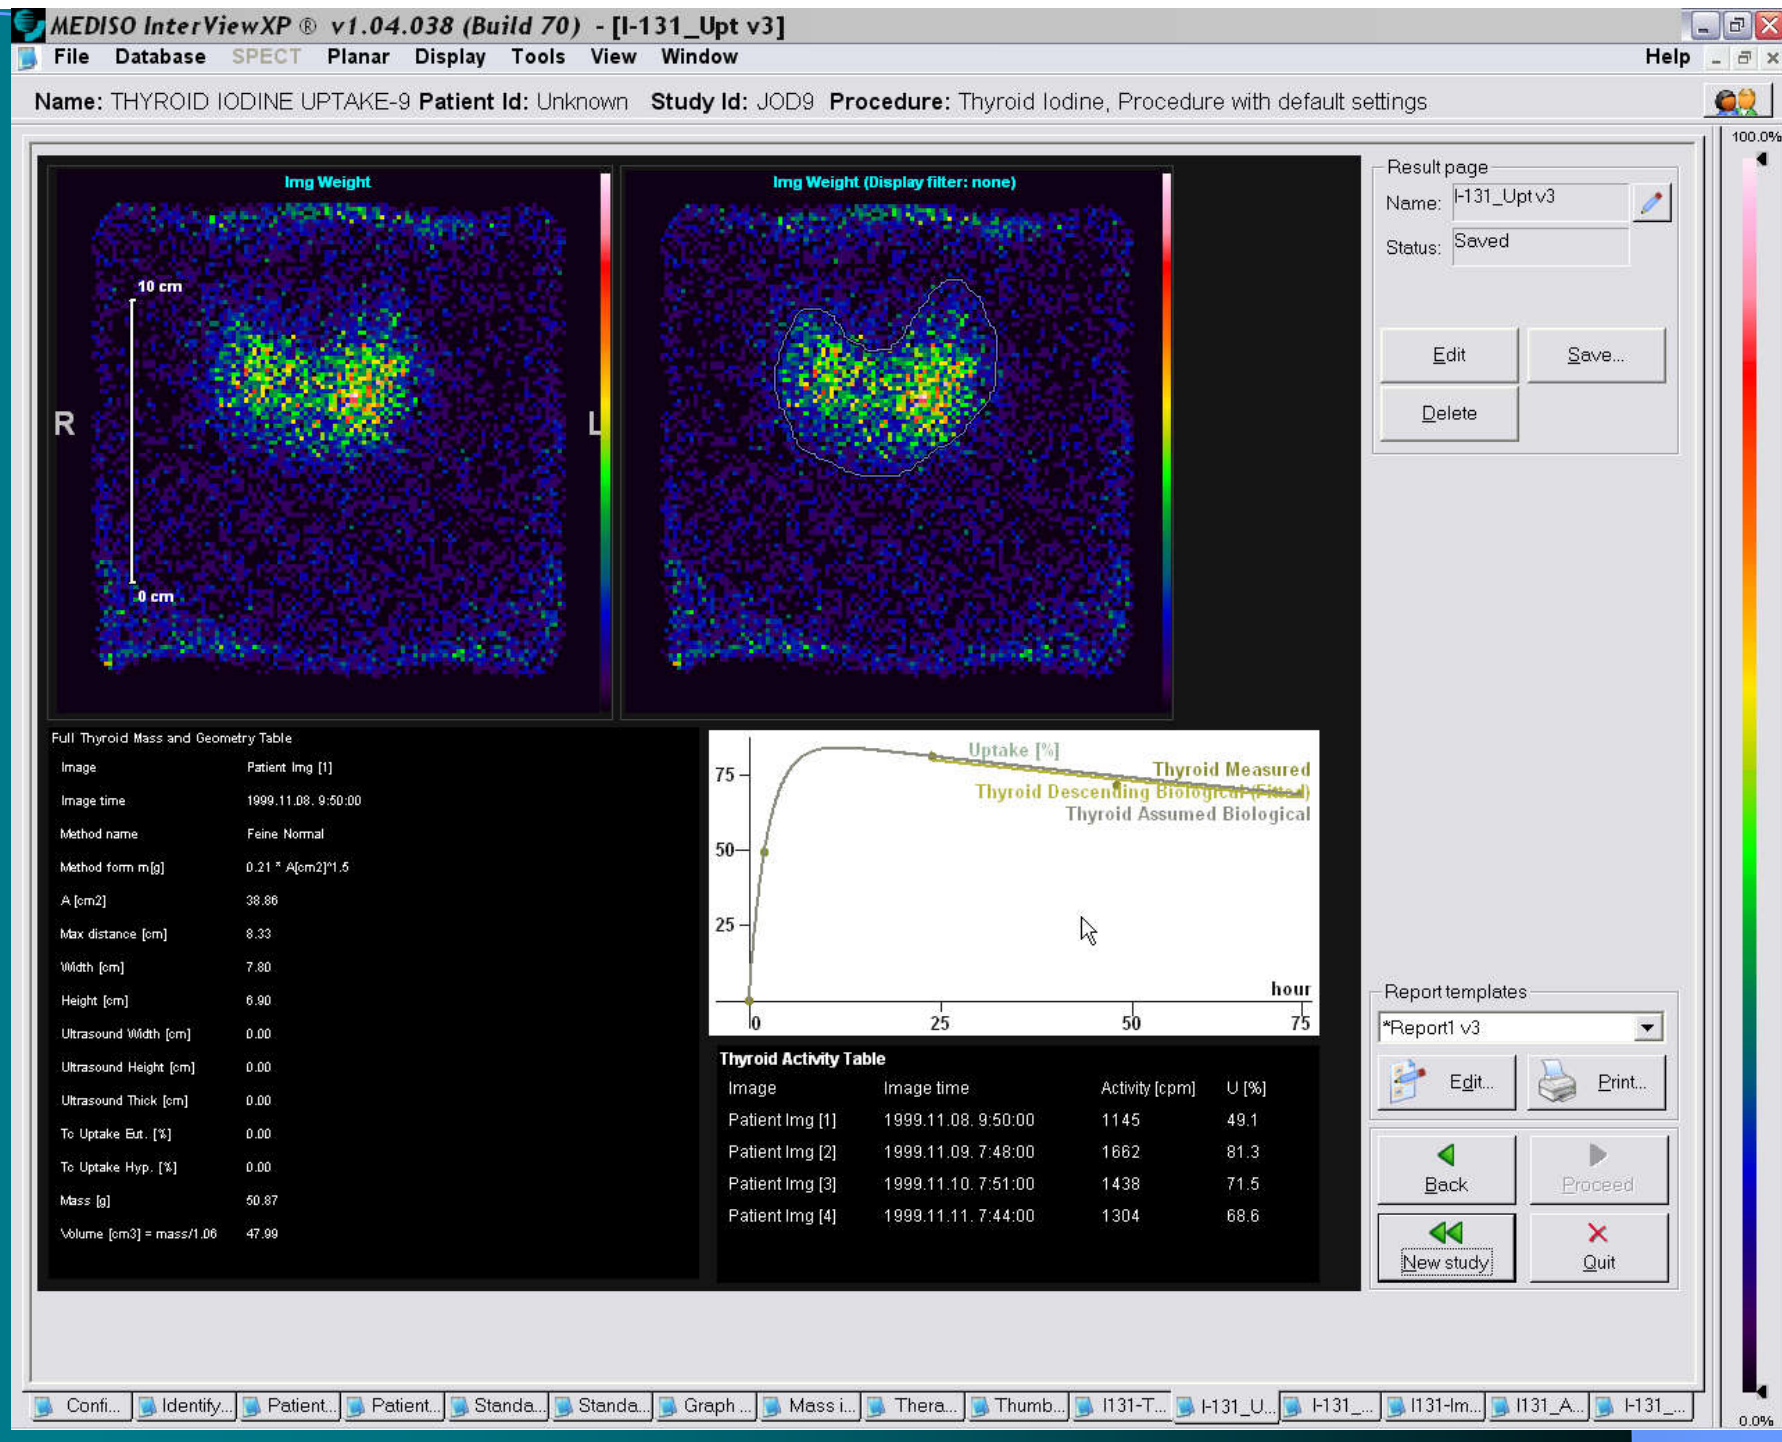 MEDISO InterViewXP ® v1.04.038 (Build 70) - [I-131_Upt v3]
File Database SPECT Planar Display Tools View Window Help
Name: THYROID IODINE UPTAKE-9 Patient Id: Unknown Study Id: JOD9 Procedure: Thyroid Iodine, Procedure with default settings
100.0%
Img Weight
10 cm
R
L
0 cm
Img Weight (Display filter: none)
Result page
Name: I-131_Upt v3
Status: Saved
Edit
Save...
Delete
Full Thyroid Mass and Geometry Table
Image Patient Img [1]
Image time 1999.11.08. 9:50:00
Method name Feine Normal
Method form m[g] 0.21 * A[cm2]^1.5
A [cm2] 38.86
Max distance [cm] 8.33
Width [cm] 7.80
Height [cm] 6.90
Ultrasound Width [cm] 0.00
Ultrasound Height [cm] 0.00
Ultrasound Thick [cm] 0.00
Tc Uptake Eut. [%] 0.00
Tc Uptake Hyp. [%] 0.00
Mass [g] 50.87
Volume [cm3] = mass/1.06 47.99
Uptake [%]
Thyroid Measured
Thyroid Descending Biological (Fitted)
Thyroid Assumed Biological
75
50
25
hour
0 25 50 75
Thyroid Activity Table
Image Image time Activity [cpm] U [%]
Patient Img [1] 1999.11.08. 9:50:00 1145 49.1
Patient Img [2] 1999.11.09. 7:48:00 1662 81.3
Patient Img [3] 1999.11.10. 7:51:00 1438 71.5
Patient Img [4] 1999.11.11. 7:44:00 1304 68.6
Report templates
*Report1 v3
Edit...
Print...
Back
Proceed
New study
Quit
Confi... Identify... Patient... Patient... Standa... Standa... Graph ... Mass i... Thera... Thumb... I131-T... I-131_U... I-131_... I131-Im... I131_A... I-131_...
0.0%